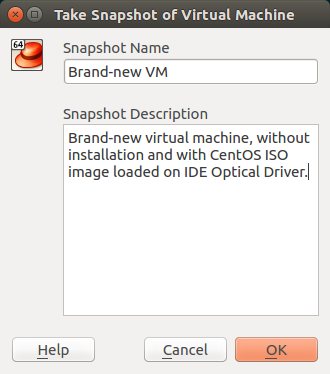 Take Snapshot of Virtual Machine
64
Snapshot Name
Brand-new VM
Snapshot Description
Brand-new virtual machine, without
installation and with CentOS ISO
image loaded on IDE Optical Driver.
Help
Cancel
OK